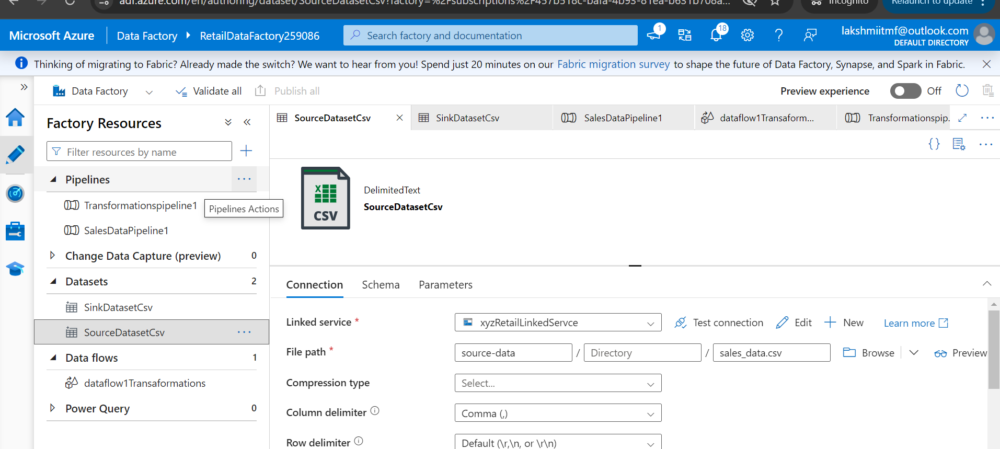 adf.azure.com/en/authoring/dataset/SourceDatasetCsv?factory=%2Fsubscriptions%2F457b518c-bafa-4b93-81ea-b631b708a...
Incognito
Relaunch to update
Microsoft Azure
Data Factory
RetailDataFactory259086
Search factory and documentation
1
18
?
lakshmiitmf@outlook.com
DEFAULT DIRECTORY
Thinking of migrating to Fabric? Already made the switch? We want to hear from you! Spend just 20 minutes on our Fabric migration survey to shape the future of Data Factory, Synapse, and Spark in Fabric.
Data Factory
Validate all
Publish all
Preview experience
Off
Factory Resources
SourceDatasetCsv
SinkDatasetCsv
SalesDataPipeline1
dataflow1Transaform...
Transformationspip.
Filter resources by name
{}
Pipelines
Transformationspipeline1
Pipelines Actions
SalesDataPipeline1
Change Data Capture (preview) 0
Datasets 2
SinkDatasetCsv
SourceDatasetCsv
Data flows 1
dataflow1Transaformations
Power Query 0
X
CSV
DelimitedText
SourceDatasetCsv
Connection
Schema
Parameters
Linked service *
xyzRetailLinkedServce
Test connection
Edit
New
Learn more
File path *
source-data / Directory / sales_data.csv
Browse
Preview
Compression type
Select...
Column delimiter
Comma (,)
Row delimiter
Default (\r,\n, or \r\n)